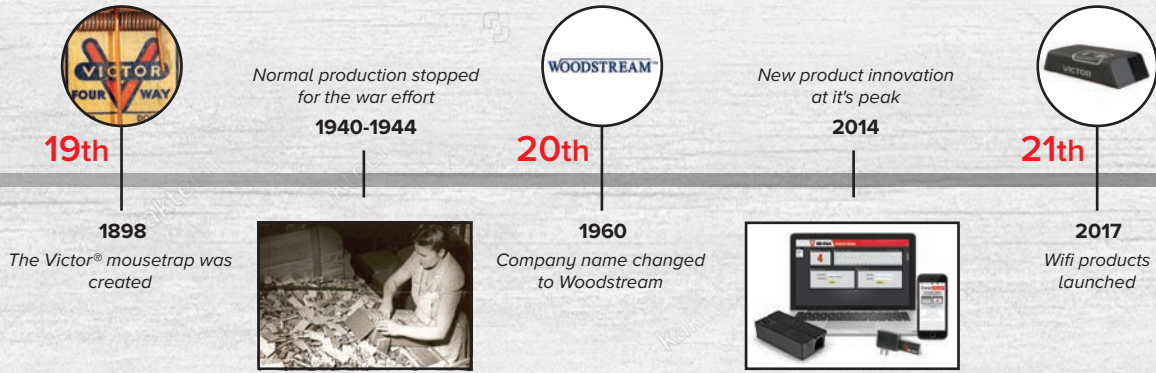 VICTOR
FOUR WAY
19th
1898
The Victor® mousetrap was
created
Normal production stopped
for the war effort
1940-1944
WOODSTREAM™
20th
1960
Company name changed
to Woodstream
New product innovation
at it's peak
2014
4
VICTOR
21th
2017
Wifi products
launched